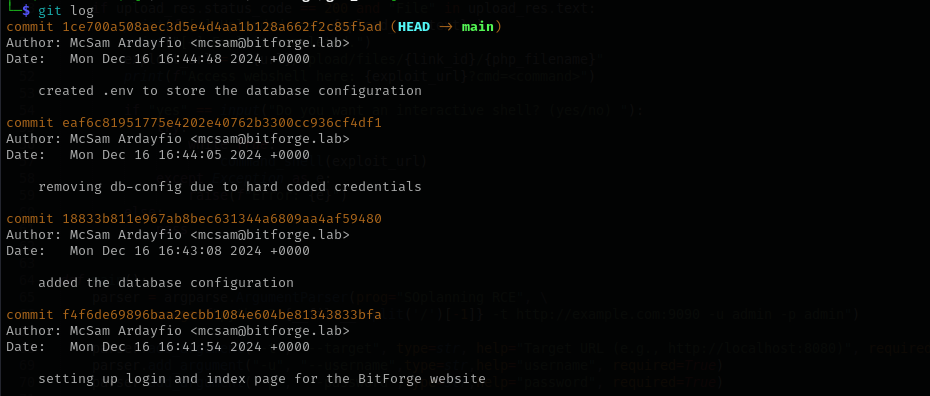 └─$ git log
commit 1ce700a508aec3d5e4d4aa1b128a662f2c85f5ad (HEAD → main)
Author: McSam Ardayfio <mcsam@bitforge.lab>
Date:   Mon Dec 16 16:44:48 2024 +0000
created .env to store the database configuration
commit eaf6c81951775e4202e40762b3300cc936cf4df1
Author: McSam Ardayfio <mcsam@bitforge.lab>
Date:   Mon Dec 16 16:44:05 2024 +0000
removing db-config due to hard coded credentials
commit 18833b811e967ab8bec631344a6809aa4af59480
Author: McSam Ardayfio <mcsam@bitforge.lab>
Date:   Mon Dec 16 16:43:08 2024 +0000
added the database configuration
commit f4f6de69896baa2ecbb1084e604be81343833bfa
Author: McSam Ardayfio <mcsam@bitforge.lab>
Date:   Mon Dec 16 16:41:54 2024 +0000
setting up login and index page for the BitForge website